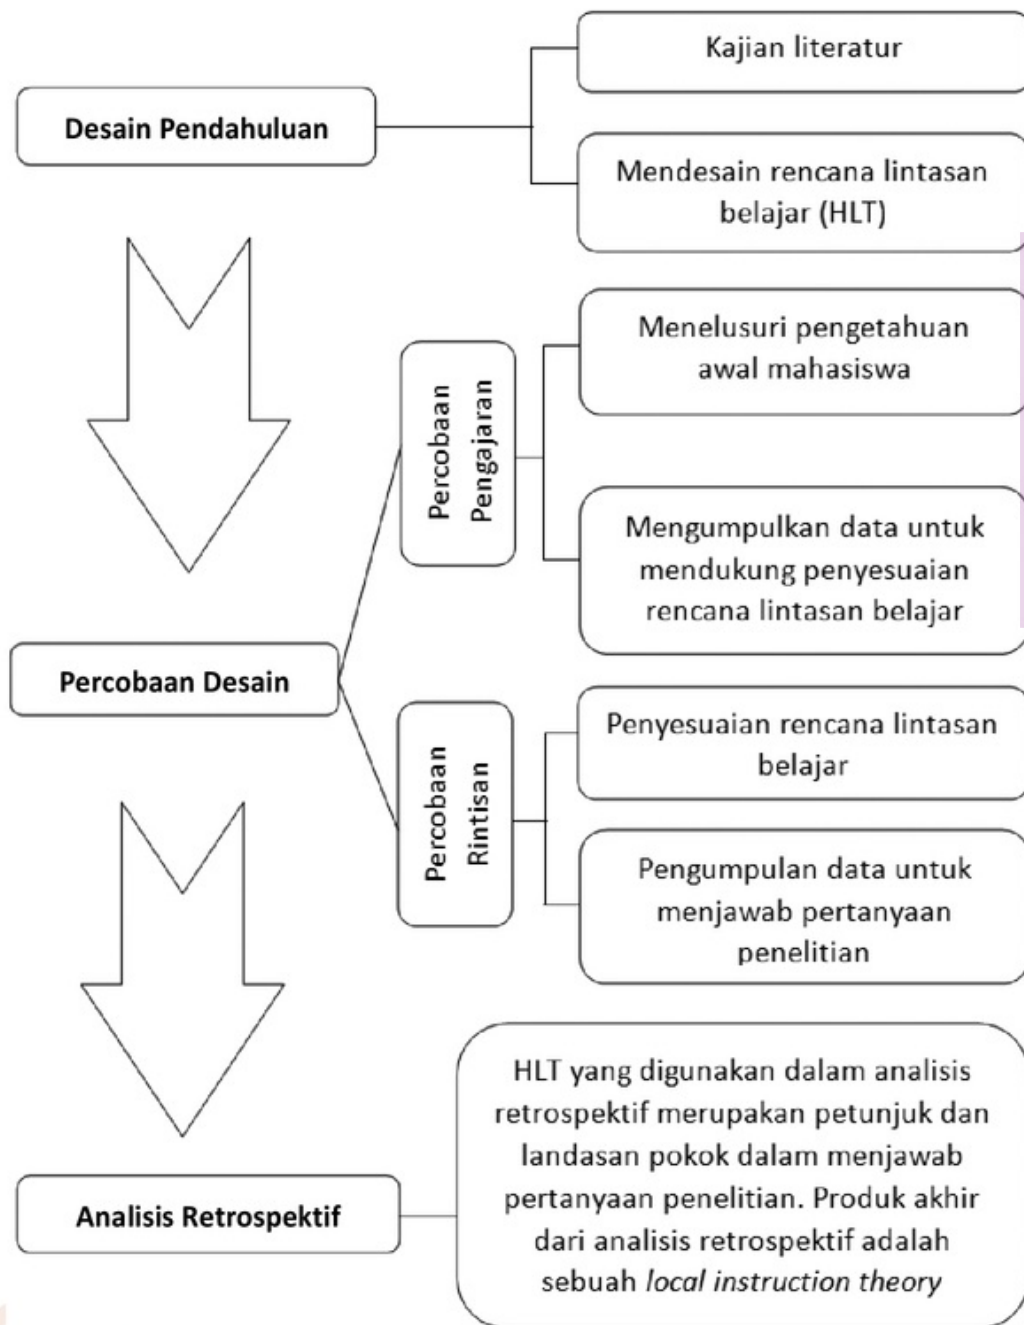 Desain Pendahuluan
Kajian literatur
Mendesain rencana lintasan
belajar (HLT)
Percobaan Desain
Percobaan
Pengajaran
Menelusuri pengetahuan
awal mahasiswa
Mengumpulkan data untuk
mendukung penyesuaian
rencana lintasan belajar
Percobaan
Rintisan
Penyesuaian rencana lintasan
belajar
Pengumpulan data untuk
menjawab pertanyaan
penelitian
Analisis Retrospektif
HLT yang digunakan dalam analisis
retrospektif merupakan petunjuk dan
landasan pokok dalam menjawab
pertanyaan penelitian. Produk akhir
dari analisis retrospektif adalah
sebuah local instruction theory